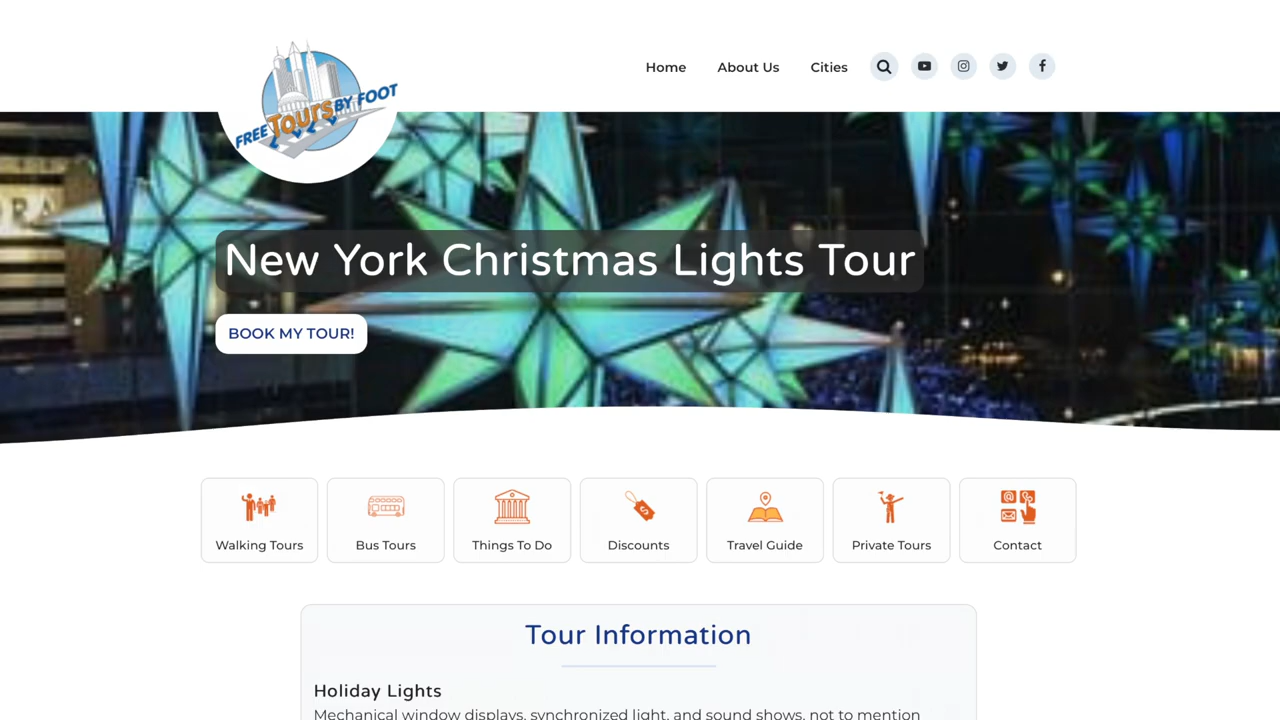 FREE Tours BY FOOT
Home
About Us
Cities
New York Christmas Lights Tour
BOOK MY TOUR!
Walking Tours
Bus Tours
Things To Do
Discounts
Travel Guide
Private Tours
Contact
Tour Information
Holiday Lights
Mechanical window displays, synchronized light, and sound shows, not to mention